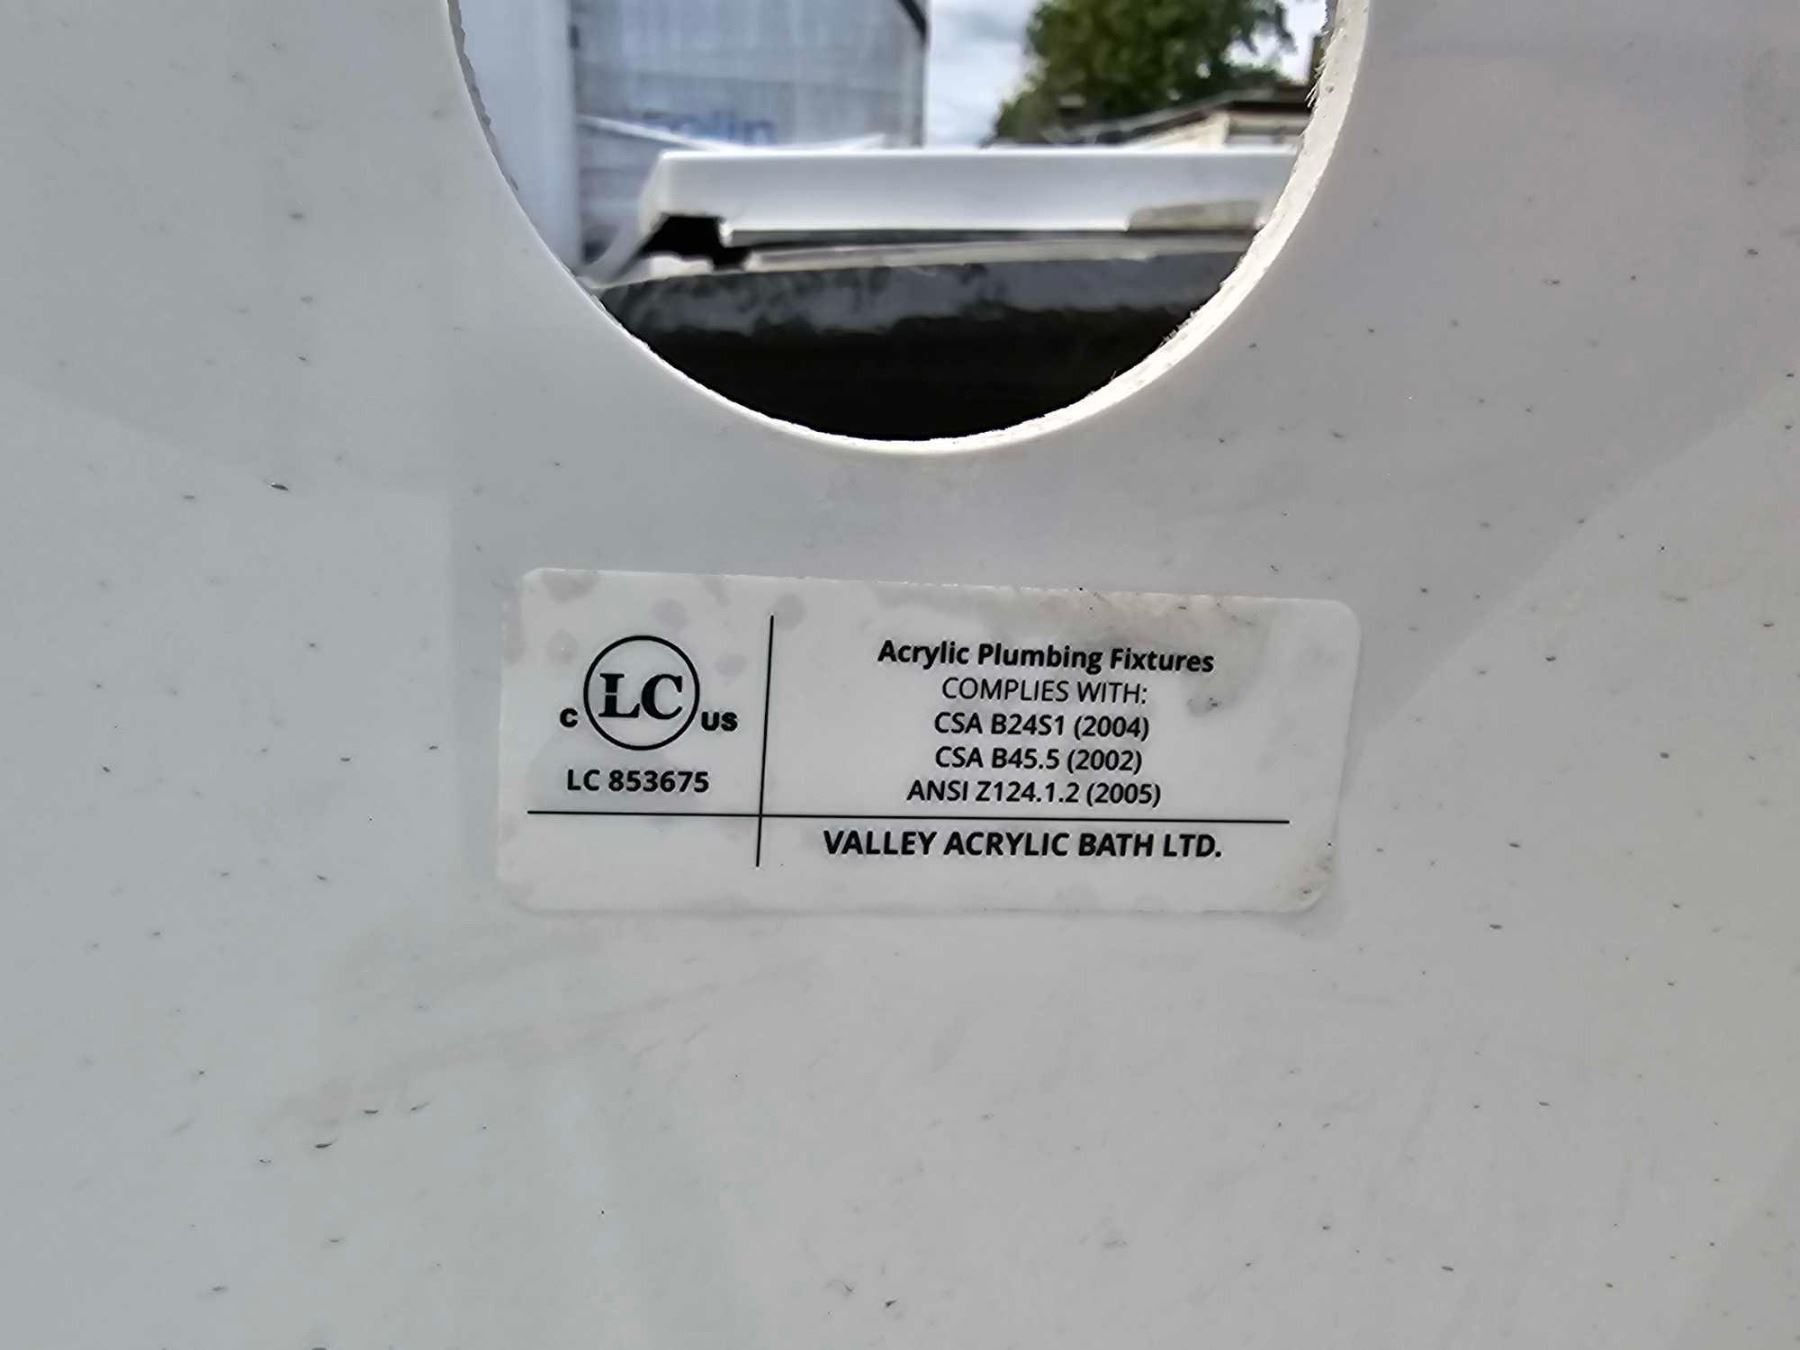 C LC US
LC 853675
Acrylic Plumbing Fixtures
COMPLIES WITH:
CSA B24S1 (2004)
CSA B45.5 (2002)
ANSI Z124.1.2 (2005)
VALLEY ACRYLIC BATH LTD.